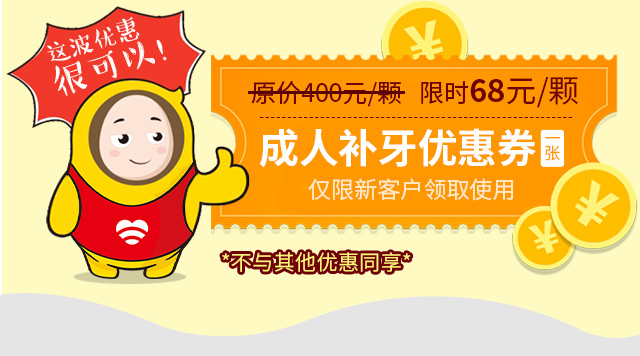 这波优惠
很可以!
原价400元/颗 限时68元/颗
成人补牙优惠券 一张
仅限新客户领取使用
*不与其他优惠同享*